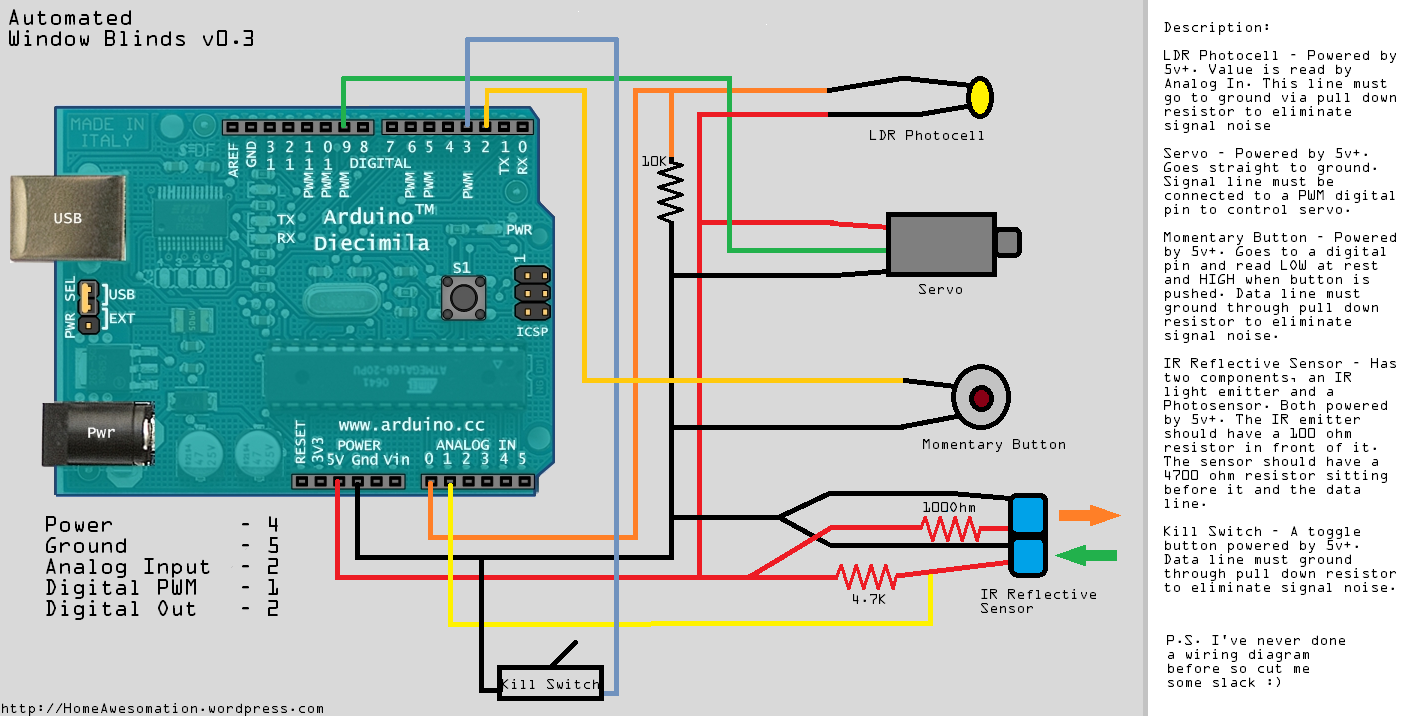 Automated
Window Blinds v0.3
MADE IN
ITALY
AREF
GND
13
12
PWM 11
PWM 10
PWM 9
8
DIGITAL
7
PWM 6
PWM 5
4
PWM 3
2
TX 1
RX 0
TX
RX
Arduino TM
Diecimila
PWR
USB
S1
1
ICSP
PWR SEL
USB
EXT
ATMEGA168-20PU
0641
www.arduino.cc
Pwr
RESET
3V3
POWER
5V Gnd Vin
ANALOG IN
0 1 2 3 4 5
Power - 4
Ground - 5
Analog Input - 2
Digital PWM - 1
Digital Out - 2
http://HomeAwesomation.wordpress.com
10K
LDR Photocell
Servo
Momentary Button
100Ohm
4.7K
IR Reflective
Sensor
Kill Switch
Description:
LDR Photocell - Powered by
5v+. Value is read by
Analog In. This line must
go to ground via pull down
resistor to eliminate
signal noise
Servo - Powered by 5v+.
Goes straight to ground.
Signal line must be
connected to a PWM digital
pin to control servo.
Momentary Button - Powered
by 5v+. Goes to a digital
pin and read LOW at rest
and HIGH when button is
pushed. Data line must
ground through pull down
resistor to eliminate
signal noise.
IR Reflective Sensor - Has
two components, an IR
light emitter and a
Photosensor. Both powered
by 5v+. The IR emitter
should have a 100 ohm
resistor in front of it.
The sensor should have a
4700 ohm resistor sitting
before it and the data
line.
Kill Switch - A toggle
button powered by 5v+.
Data line must ground
through pull down resistor
to eliminate signal noise.
P.S. I've never done
a wiring diagram
before so cut me
some slack :)